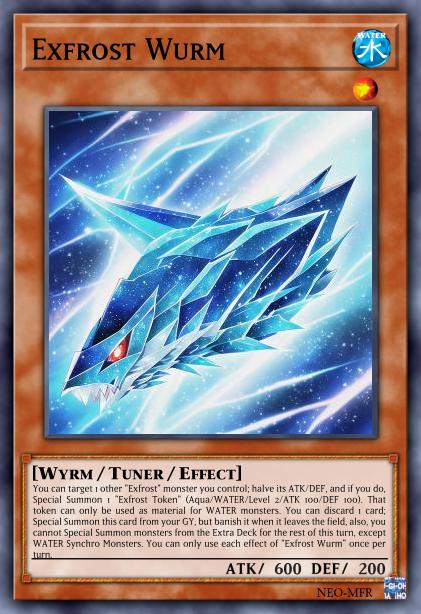 Exfrost Wurm
WATER
水
[Wyrm / Tuner / Effect]
You can target 1 other "Exfrost" monster you control; halve its ATK/DEF, and if you do,
Special Summon 1 "Exfrost Token" (Aqua/WATER/Level 2/ATK 100/DEF 100). That
token can only be used as material for WATER monsters. You can discard 1 card;
Special Summon this card from your GY, but banish it when it leaves the field, also, you
cannot Special Summon monsters from the Extra Deck for the rest of this turn, except
WATER Synchro Monsters. You can only use each effect of "Exfrost Wurm" once per
turn.
ATK/ 600 DEF/ 200
NEO-MFR